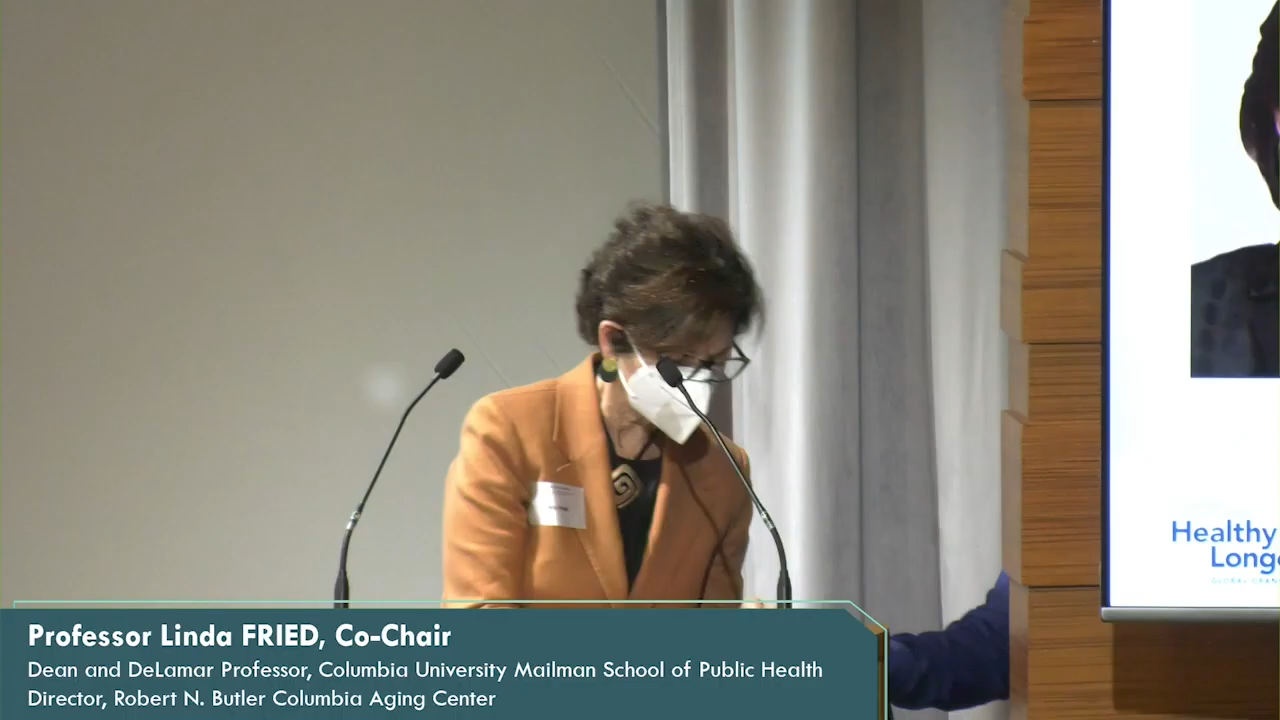 Healthy
Long
Professor Linda FRIED, Co-Chair
Dean and DeLamar Professor, Columbia University Mailman School of Public Health
Director, Robert N. Butler Columbia Aging Center